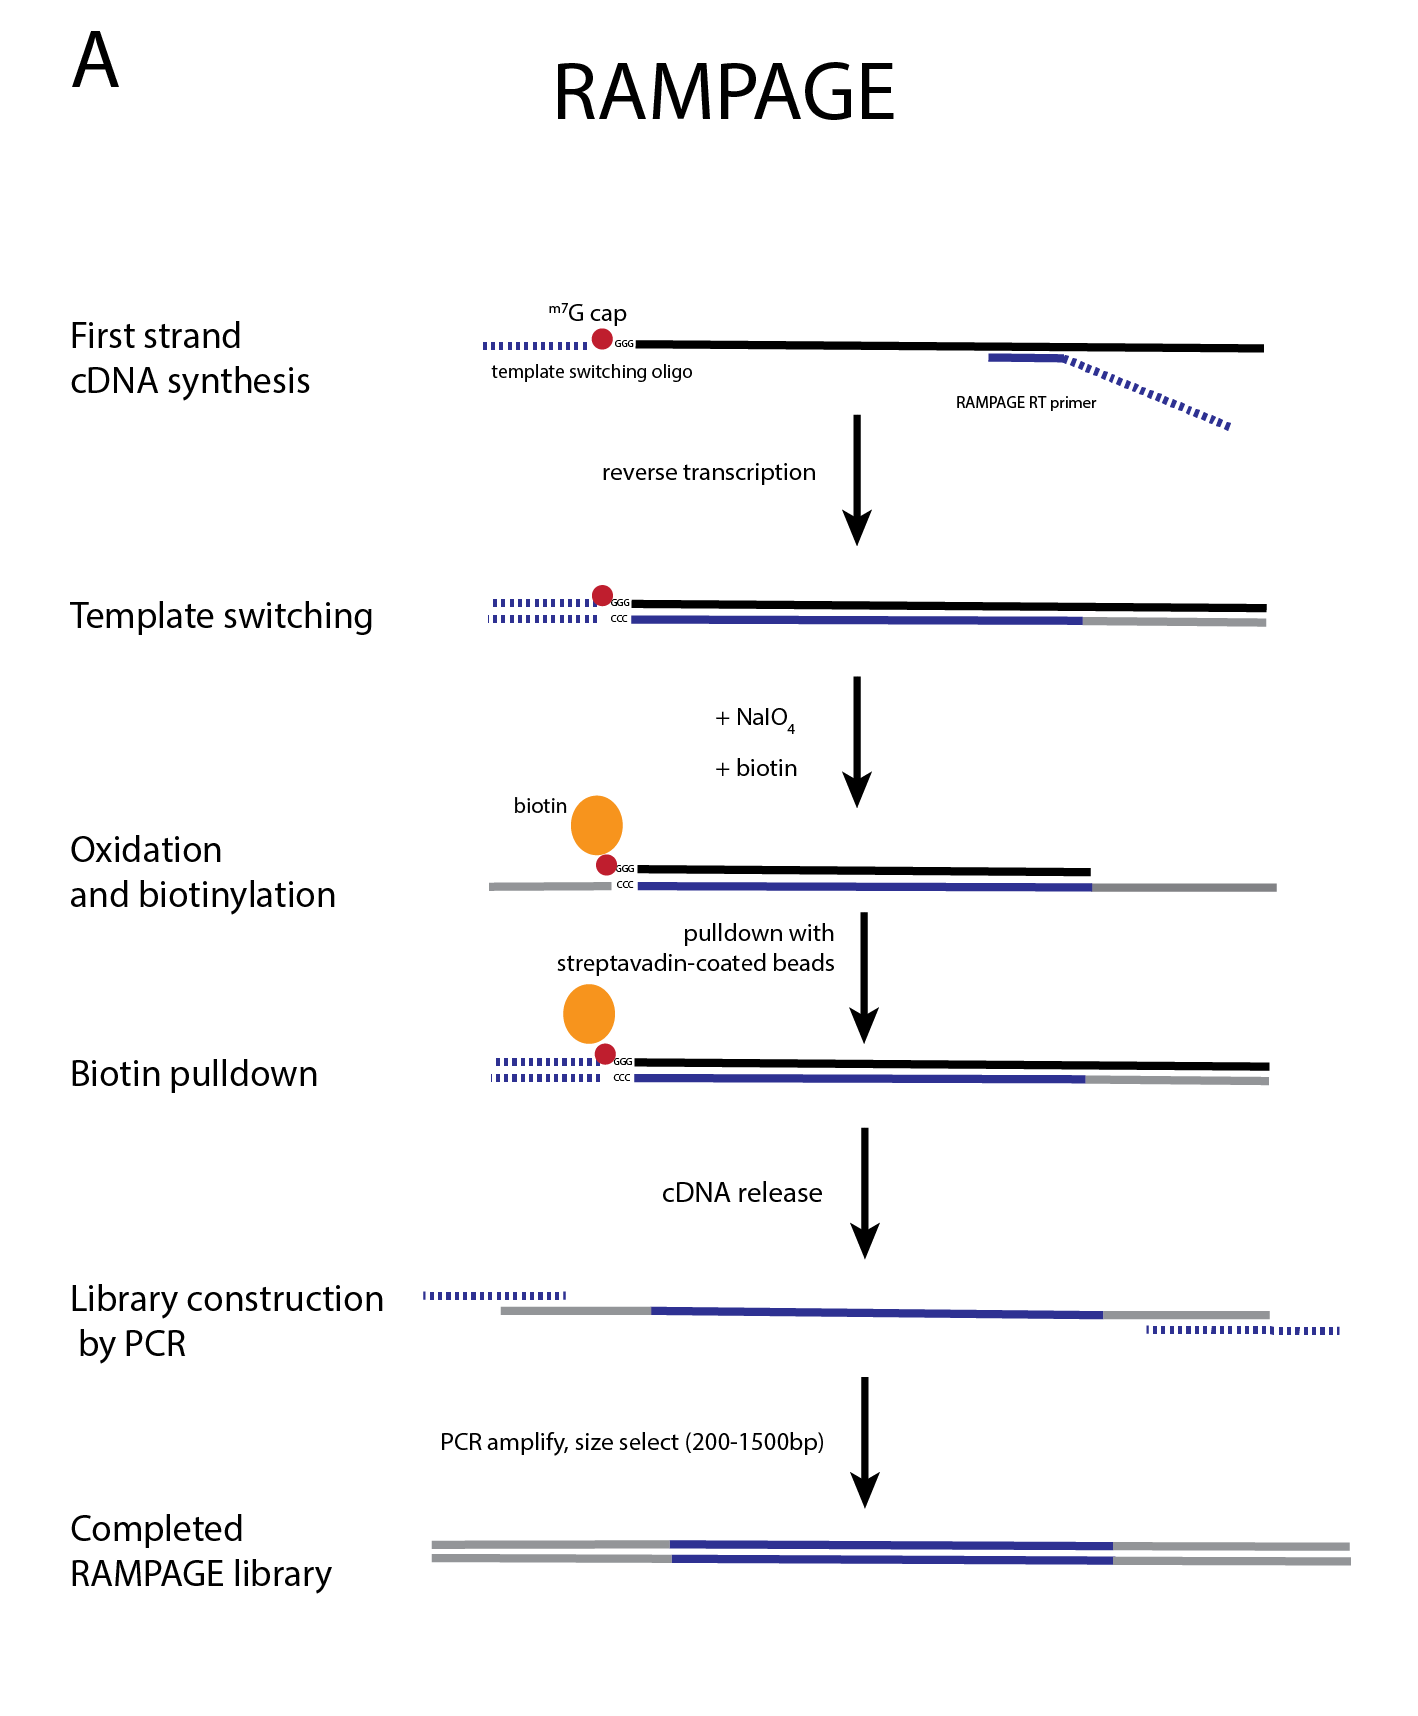 A
RAMPAGE
m7G cap
First strand
cDNA synthesis
GGG
template switching oligo
RAMPAGE RT primer
reverse transcription
Template switching
GGG
CCC
+ NaIO4
+ biotin
biotin
Oxidation
and biotinylation
GGG
CCC
pulldown with
streptavadin-coated beads
Biotin pulldown
GGG
CCC
cDNA release
Library construction
by PCR
PCR amplify, size select (200-1500bp)
Completed
RAMPAGE library